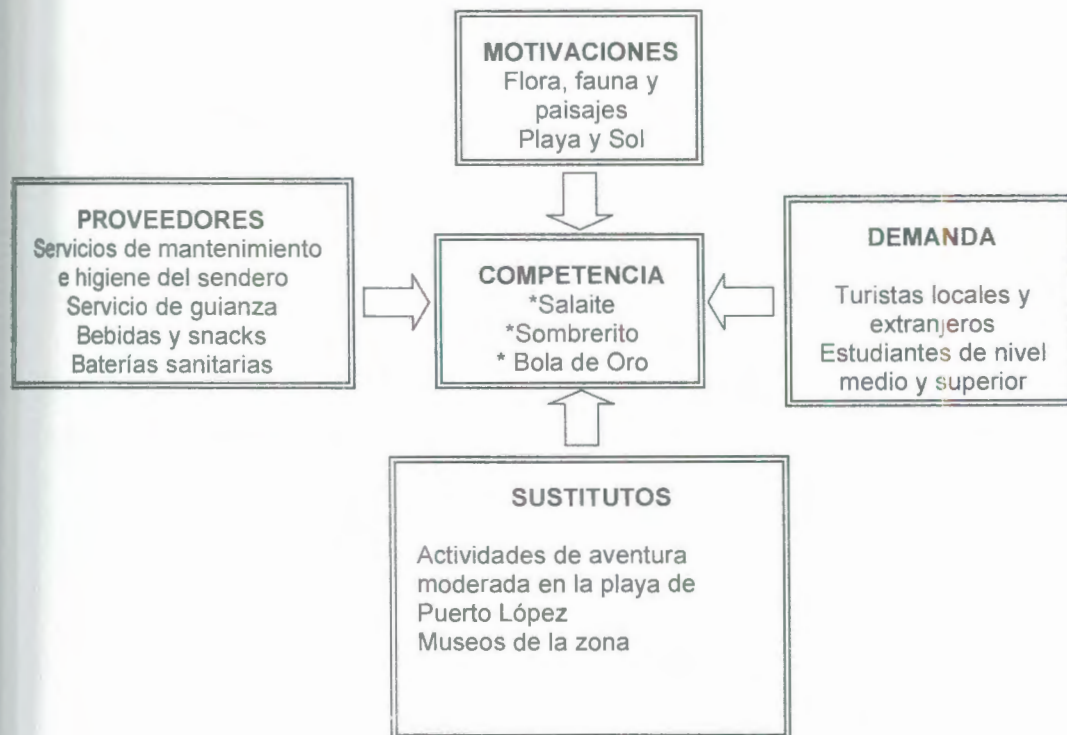 MOTIVACIONES
Flora, fauna y
paisajes
Playa y Sol
PROVEEDORES
Servicios de mantenimiento
e higiene del sendero
Servicio de guianza
Bebidas y snacks
Baterías sanitarias
COMPETENCIA
*Salaite
*Sombrerito
* Bola de Oro
DEMANDA
Turistas locales y
extranjeros
Estudiantes de nivel
medio y superior
SUSTITUTOS
Actividades de aventura
moderada en la playa de
Puerto López
Museos de la zona